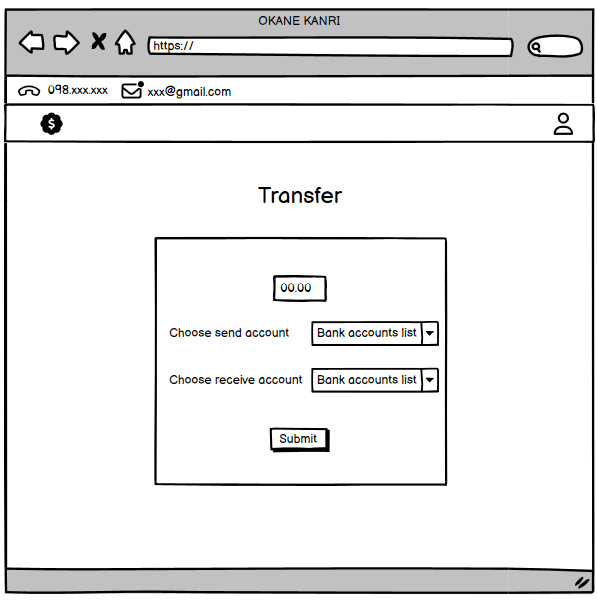 OKANE KANRI
https://
098.xxx.xxx
xxx@gmail.com
$
Transfer
00.00
Choose send account
Bank accounts list
Choose receive account
Bank accounts list
Submit